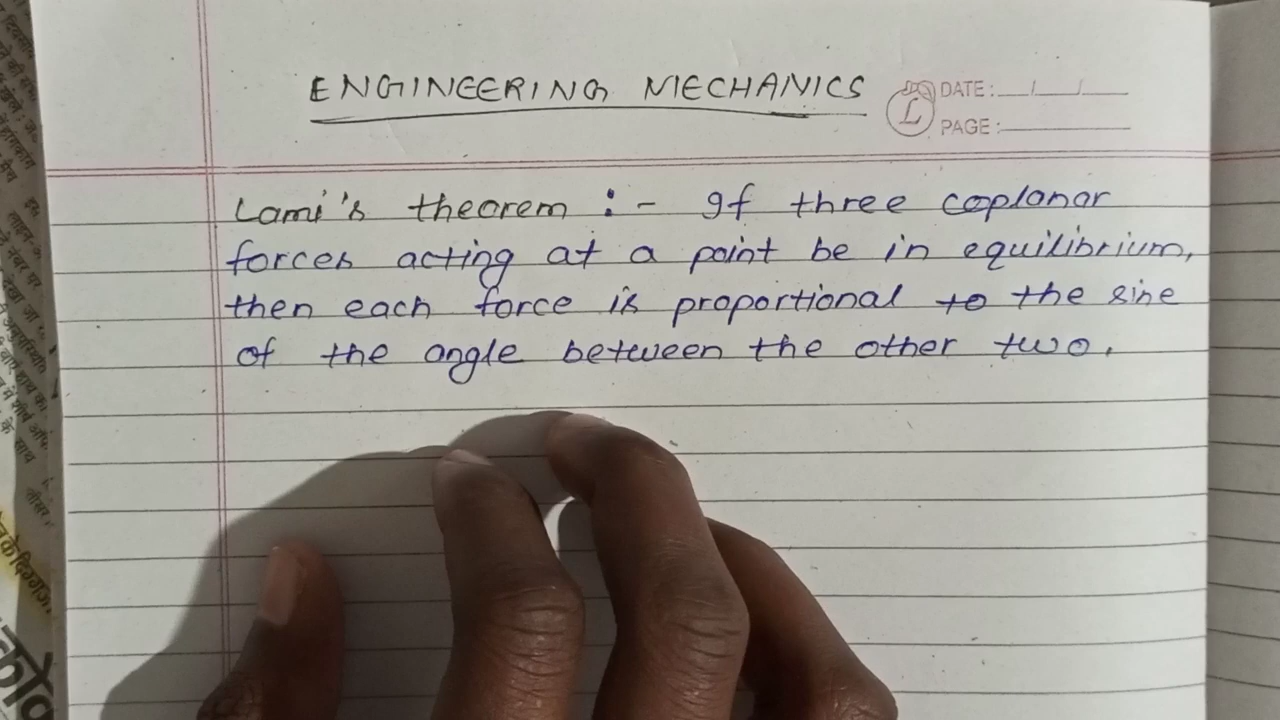 ENGINEERING MECHANICS
DATE: / /
PAGE:
L
Lami's theorem :- If three coplanar
forces acting at a point be in equilibrium,
then each force is proportional to the sine
of the angle between the other two.